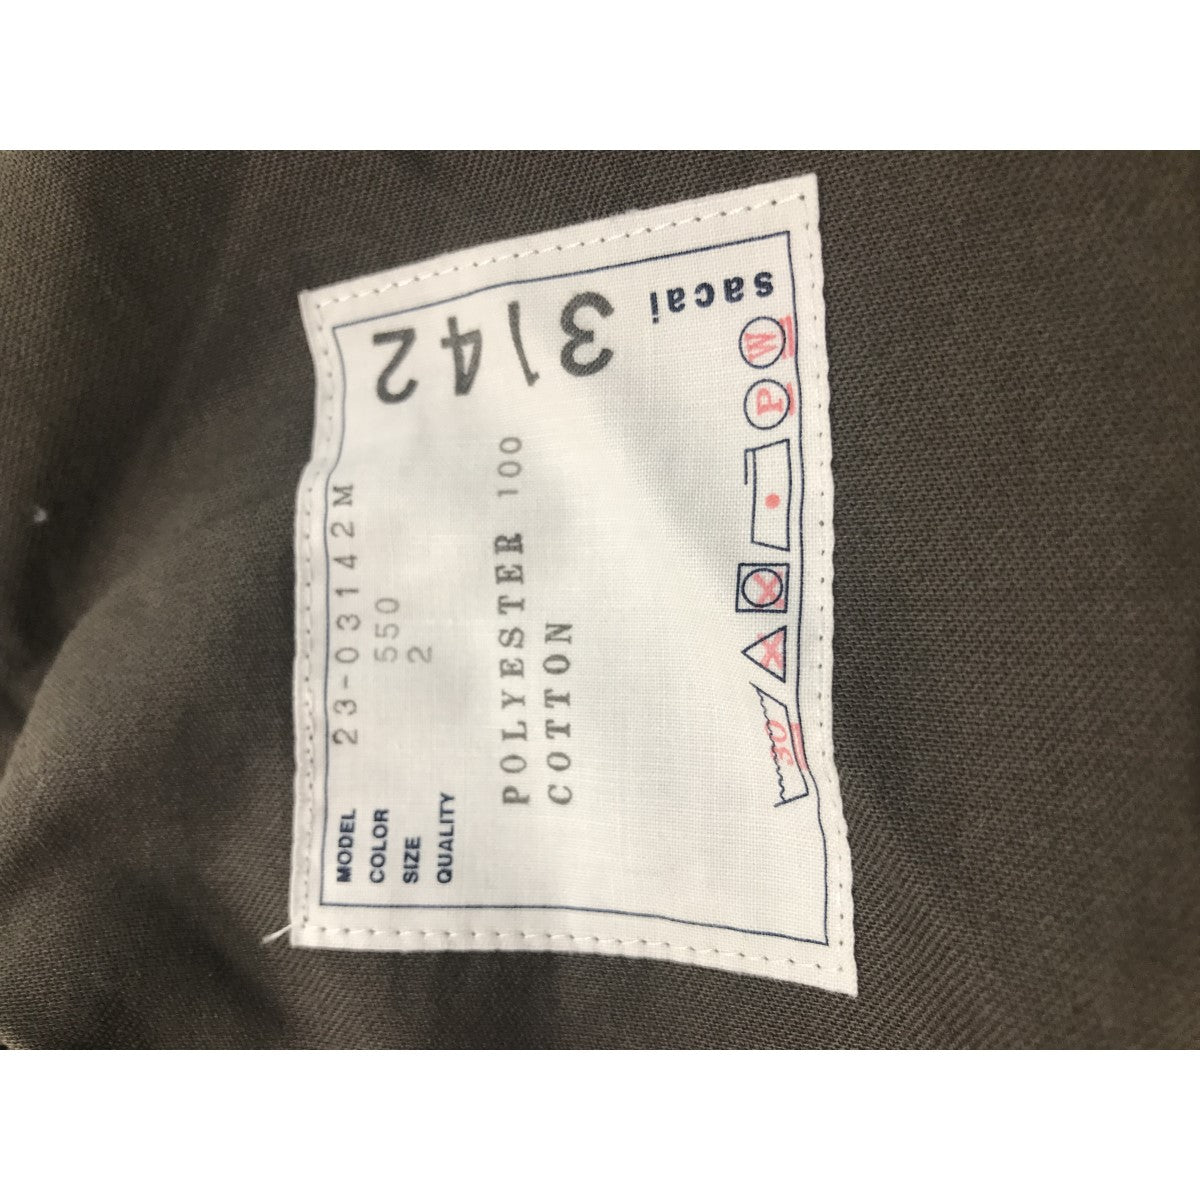 MODEL 23-03142M
COLOR 550
SIZE 2
QUALITY
POLYESTER 100
COTTON
3142
30
P
W
sacai